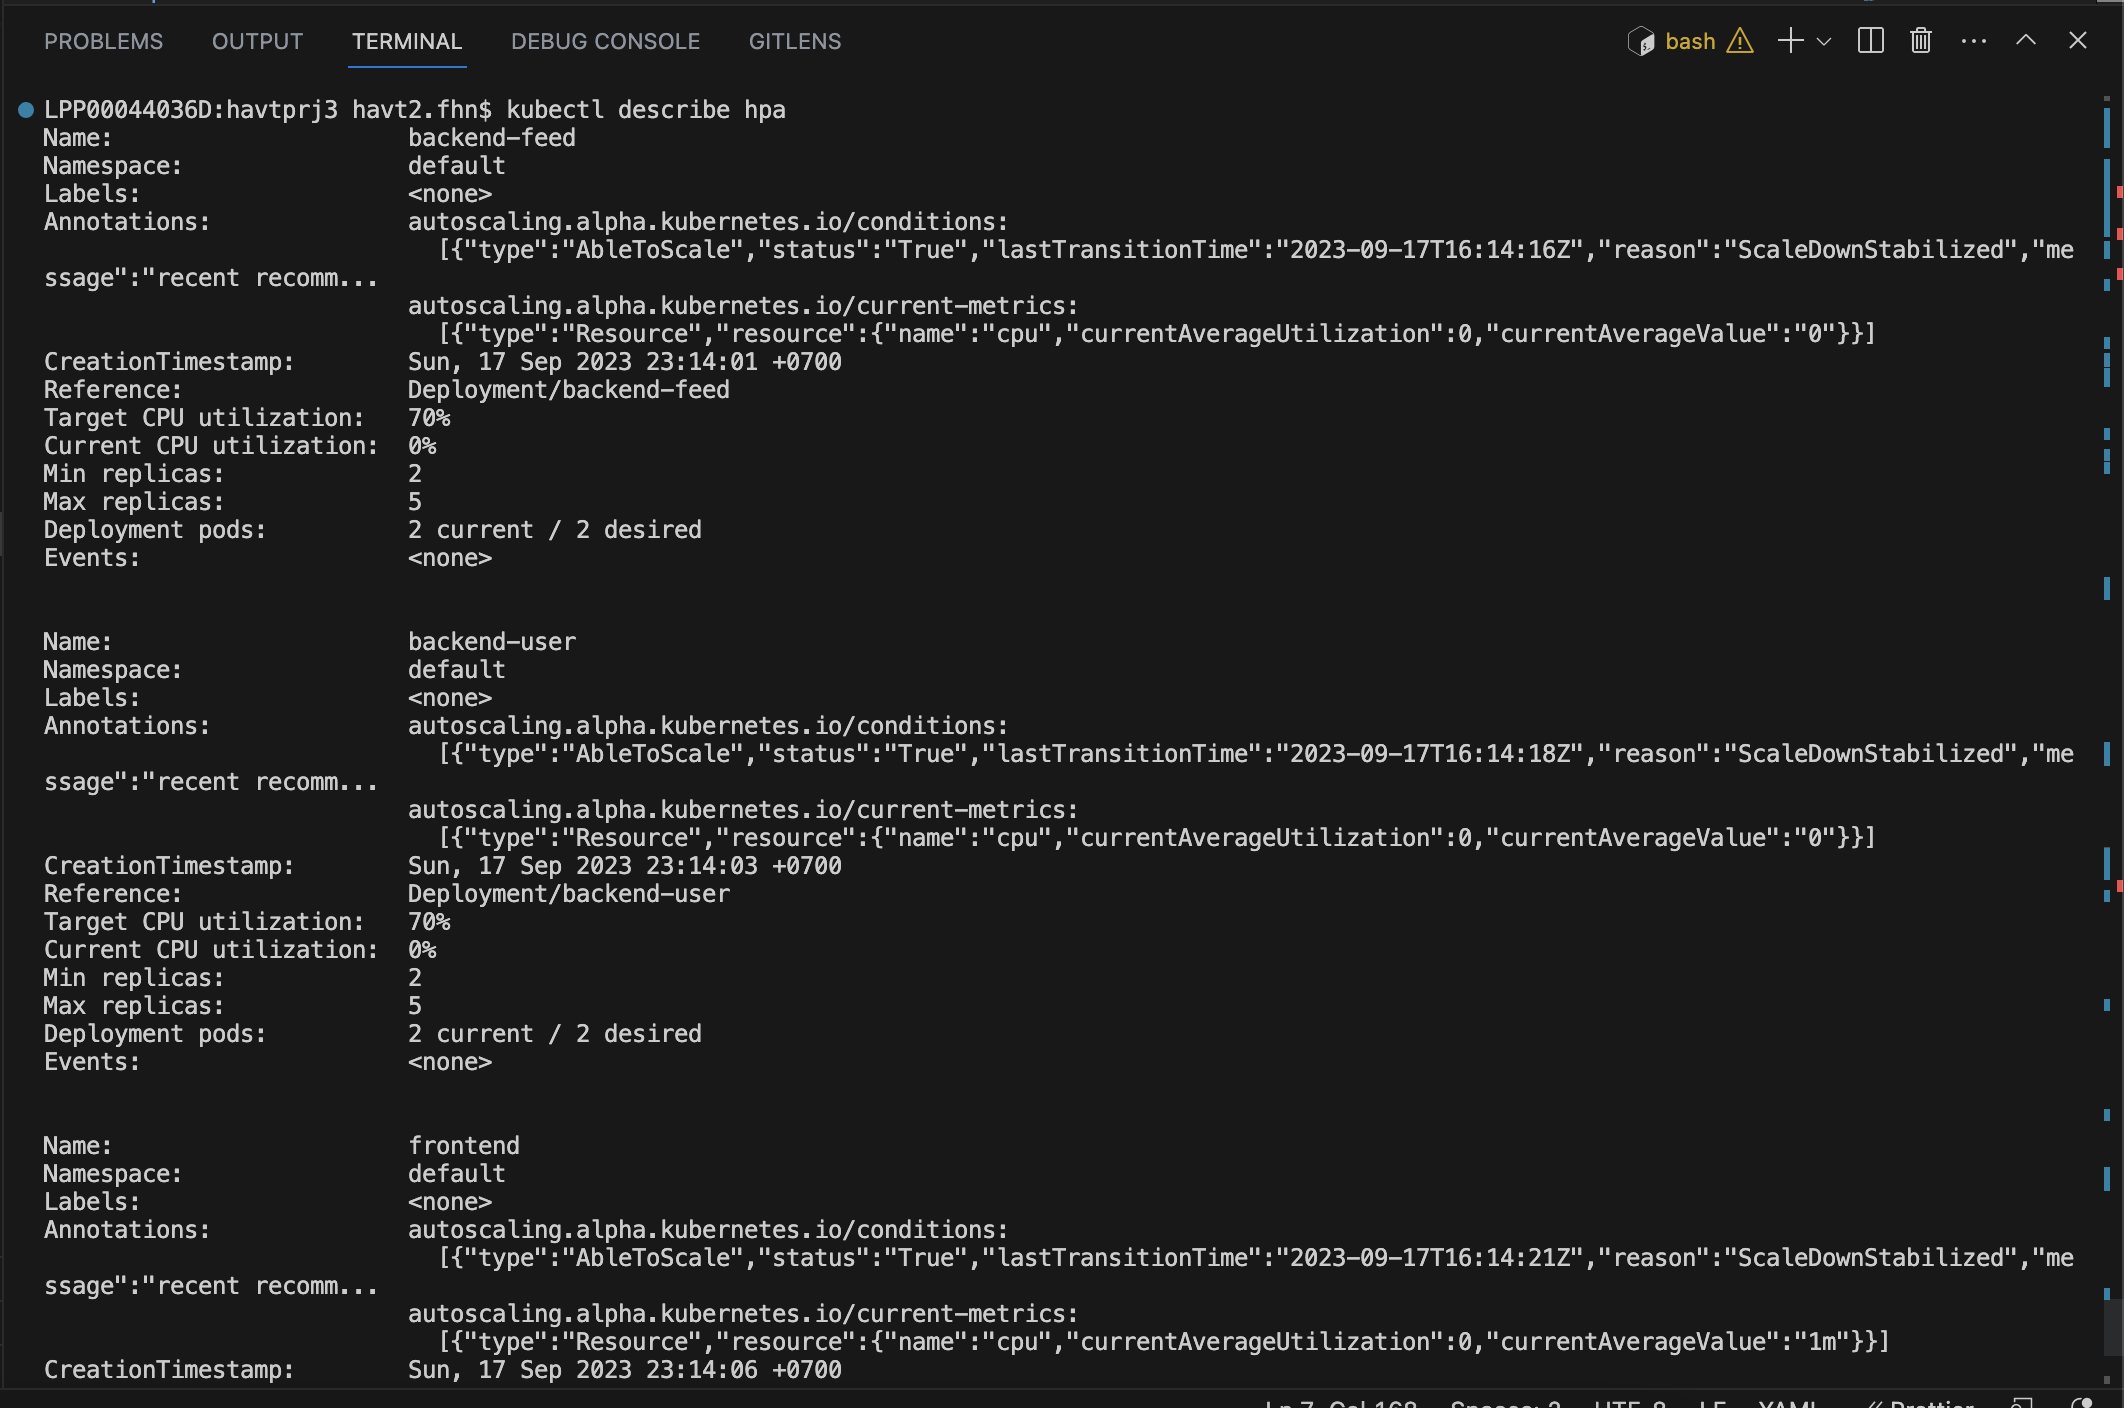 PROBLEMS OUTPUT TERMINAL DEBUG CONSOLE GITLENS bash
LPP00044036D:havtprj3 havt2.fhn$ kubectl describe hpa
Name: backend-feed
Namespace: default
Labels: <none>
Annotations: autoscaling.alpha.kubernetes.io/conditions:
[{"type":"AbleToScale","status":"True","lastTransitionTime":"2023-09-17T16:14:16Z","reason":"ScaleDownStabilized","me
ssage":"recent recomm...
autoscaling.alpha.kubernetes.io/current-metrics:
[{"type":"Resource","resource":{"name":"cpu","currentAverageUtilization":0,"currentAverageValue":"0"}}]
CreationTimestamp: Sun, 17 Sep 2023 23:14:01 +0700
Reference: Deployment/backend-feed
Target CPU utilization: 70%
Current CPU utilization: 0%
Min replicas: 2
Max replicas: 5
Deployment pods: 2 current / 2 desired
Events: <none>
Name: backend-user
Namespace: default
Labels: <none>
Annotations: autoscaling.alpha.kubernetes.io/conditions:
[{"type":"AbleToScale","status":"True","lastTransitionTime":"2023-09-17T16:14:18Z","reason":"ScaleDownStabilized","me
ssage":"recent recomm...
autoscaling.alpha.kubernetes.io/current-metrics:
[{"type":"Resource","resource":{"name":"cpu","currentAverageUtilization":0,"currentAverageValue":"0"}}]
CreationTimestamp: Sun, 17 Sep 2023 23:14:03 +0700
Reference: Deployment/backend-user
Target CPU utilization: 70%
Current CPU utilization: 0%
Min replicas: 2
Max replicas: 5
Deployment pods: 2 current / 2 desired
Events: <none>
Name: frontend
Namespace: default
Labels: <none>
Annotations: autoscaling.alpha.kubernetes.io/conditions:
[{"type":"AbleToScale","status":"True","lastTransitionTime":"2023-09-17T16:14:21Z","reason":"ScaleDownStabilized","me
ssage":"recent recomm...
autoscaling.alpha.kubernetes.io/current-metrics:
[{"type":"Resource","resource":{"name":"cpu","currentAverageUtilization":0,"currentAverageValue":"1m"}}]
CreationTimestamp: Sun, 17 Sep 2023 23:14:06 +0700